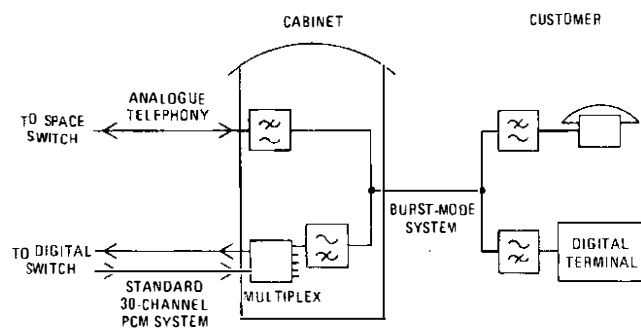 CABINET
CUSTOMER
ANALOGUE
TELEPHONY
TO SPACE
SWITCH
BURST-MODE
SYSTEM
TO DIGITAL
SWITCH
STANDARD
30-CHANNEL
PCM SYSTEM
MULTIPLEX
DIGITAL
TERMINAL